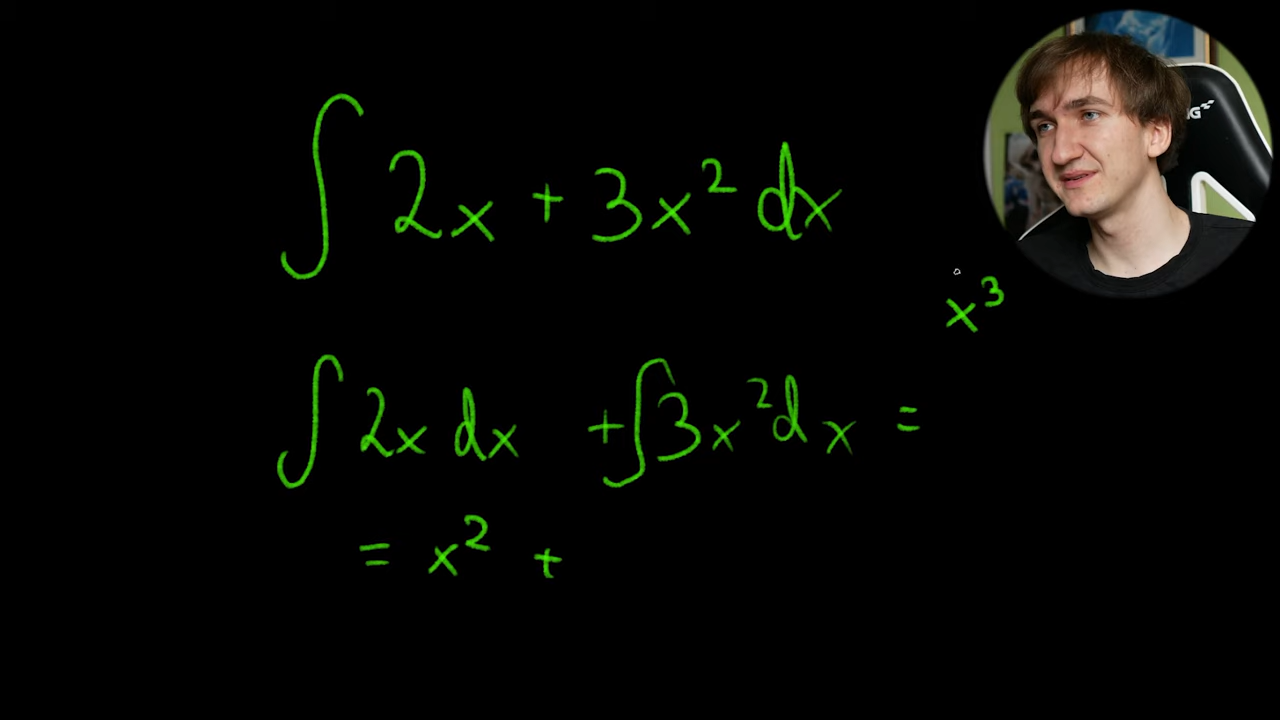 ∫ 2x + 3x² dx
x³
∫ 2x dx + ∫ 3x² dx =
= x² +